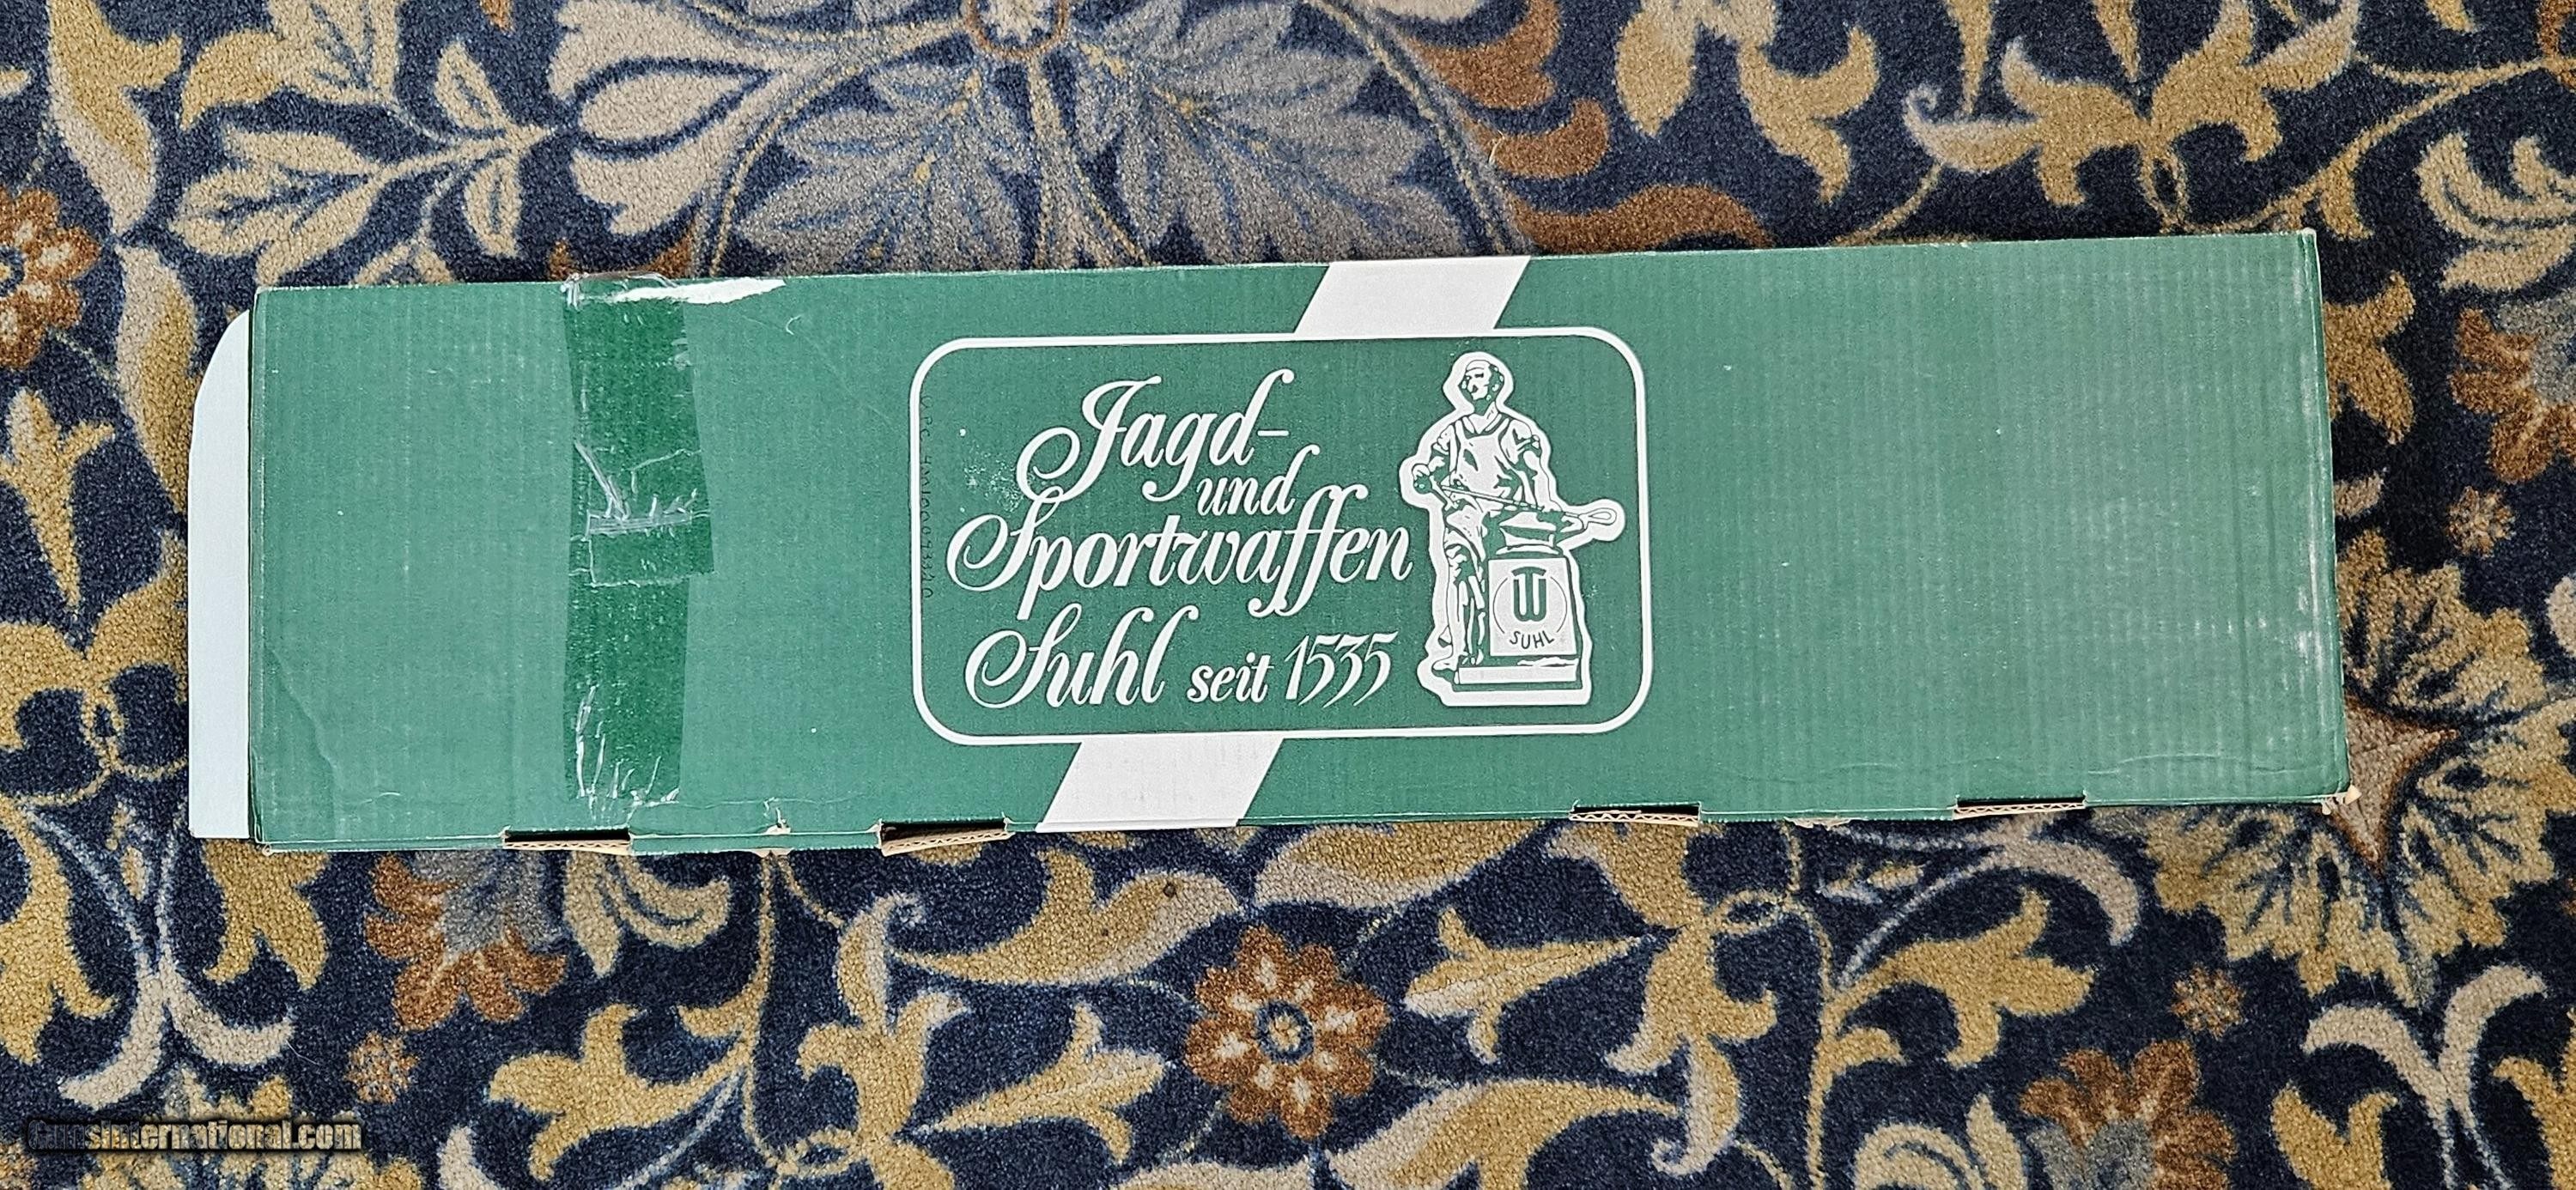 Jagd-
und
Sportwaffen
Suhl seit 1535
SUHL
Gunsinternational.com